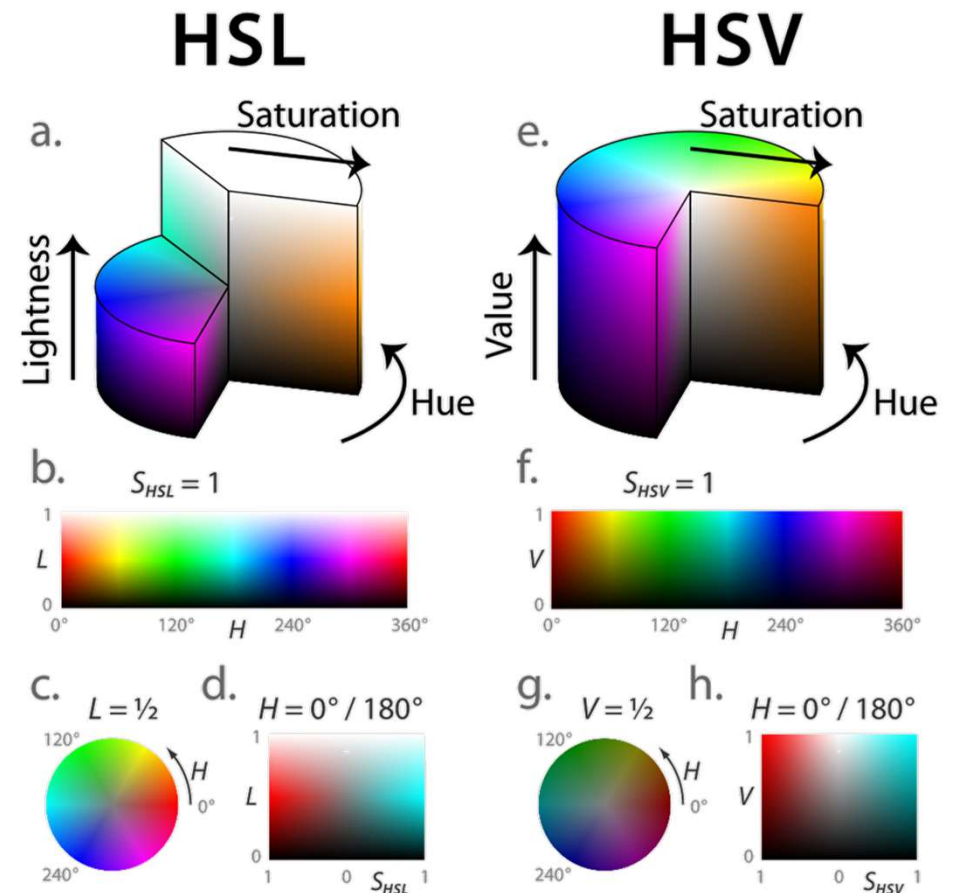 HSL
HSV
a.
Saturation
Lightness
Hue
e.
Saturation
Value
Hue
b.
S_HSL = 1
1
L
0
0° 120° 240° 360°
H
f.
S_HSV = 1
1
V
0
0° 120° 240° 360°
H
c.
L = ½
120°
H
0°
240°
d.
H = 0° / 180°
1
L
0
1 0 1
S_HSL
g.
V = ½
120°
H
0°
240°
h.
H = 0° / 180°
1
V
0
1 0 1
S_HSV